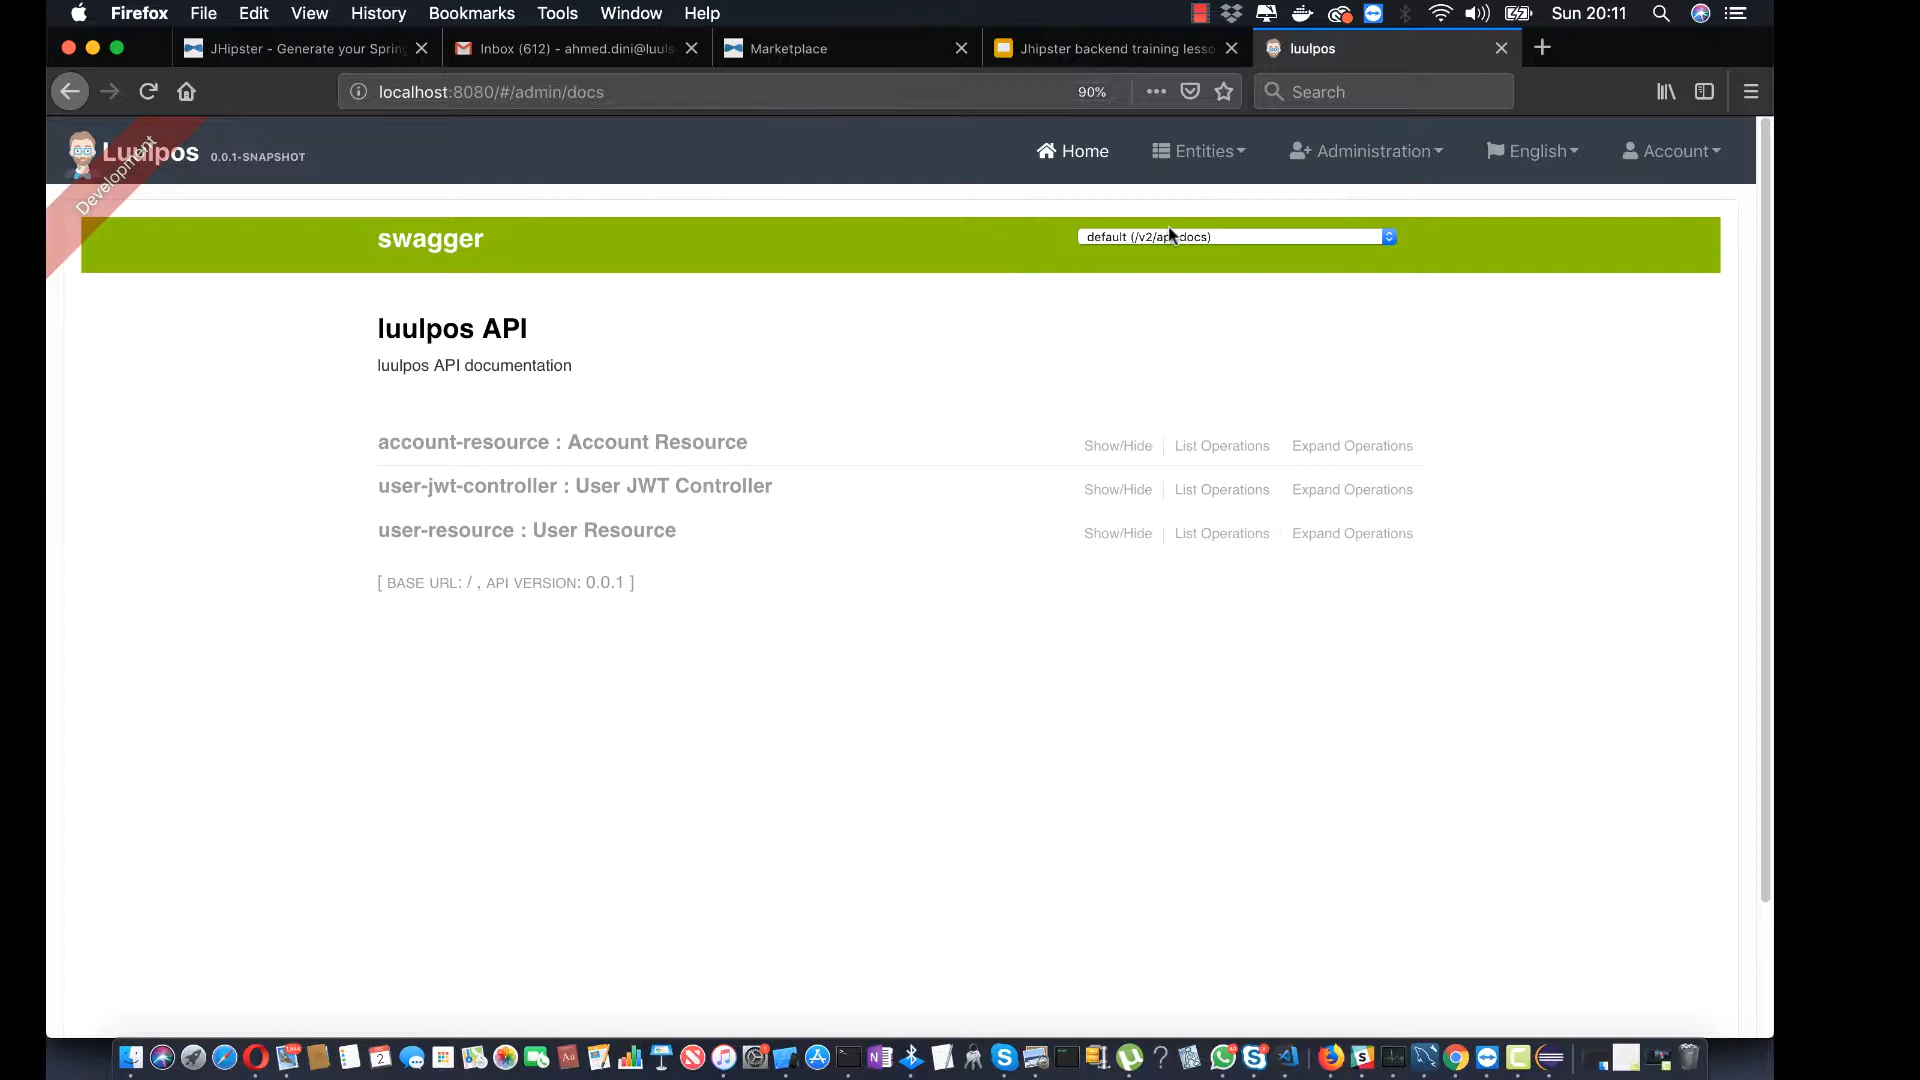 Firefox File Edit View History Bookmarks Tools Window Help Sun 20:11
JHipster - Generate your Spring Inbox (612) - ahmed.dini@luuls Marketplace Jhipster backend training lesso luulpos
localhost:8080/#/admin/docs 90% Search
Luulpos 0.0.1-SNAPSHOT Home Entities Administration English Account
Development
swagger default (/v2/api-docs)
luulpos API
luulpos API documentation
account-resource : Account Resource Show/Hide List Operations Expand Operations
user-jwt-controller : User JWT Controller Show/Hide List Operations Expand Operations
user-resource : User Resource Show/Hide List Operations Expand Operations
[ BASE URL: / , API VERSION: 0.0.1 ]